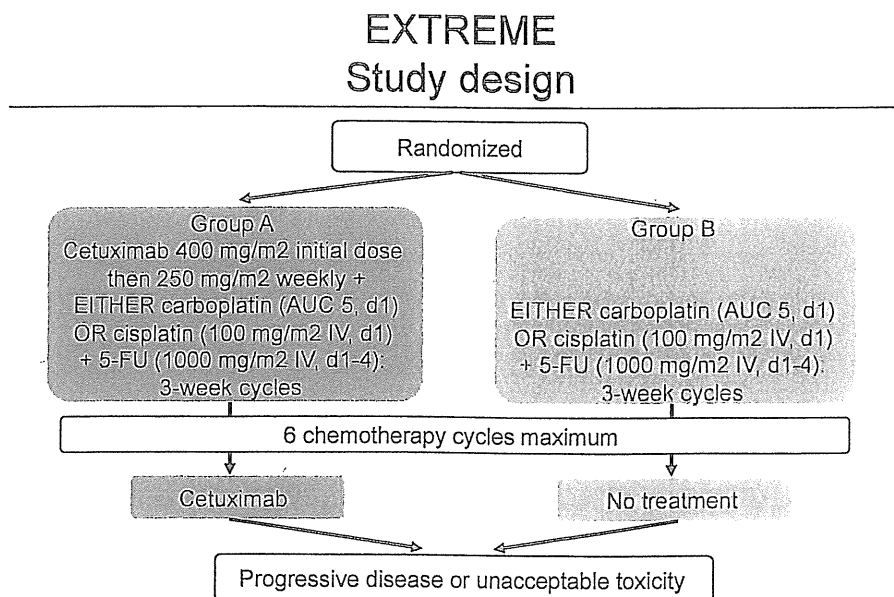 EXTREME
Study design
Randomized
Group A
Cetuximab 400 mg/m2 initial dose
then 250 mg/m2 weekly +
EITHER carboplatin (AUC 5, d1)
OR cisplatin (100 mg/m2 IV, d1)
+ 5-FU (1000 mg/m2 IV, d1-4):
3-week cycles
Group B
EITHER carboplatin (AUC 5, d1)
OR cisplatin (100 mg/m2 IV, d1)
+ 5-FU (1000 mg/m2 IV, d1-4):
3-week cycles
6 chemotherapy cycles maximum
Cetuximab
No treatment
Progressive disease or unacceptable toxicity